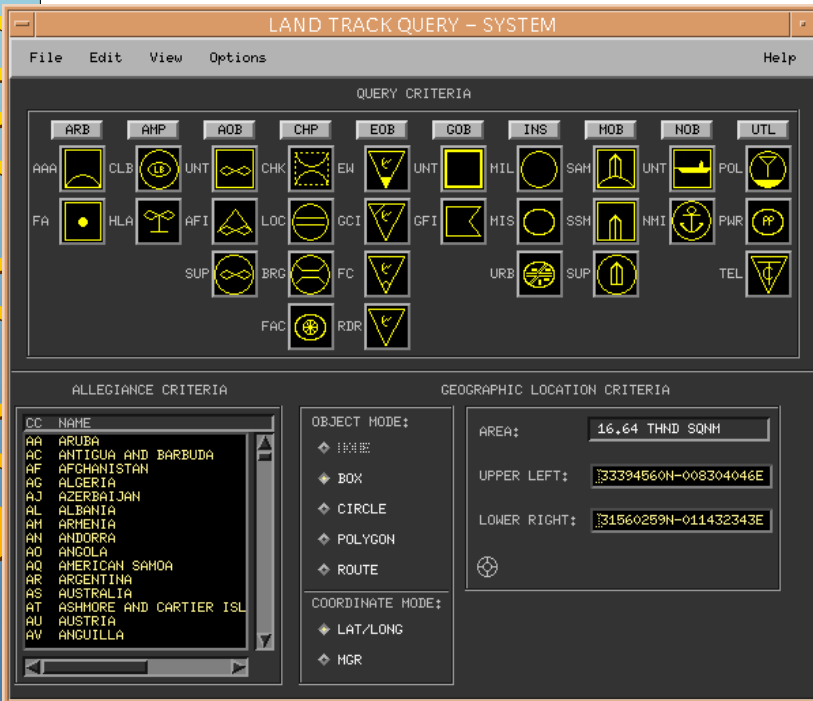 LAND TRACK QUERY – SYSTEM
File Edit View Options Help
QUERY CRITERIA
ARB AMP AOB CHP EOB GOB INS MOB NOB UTL
AAA CLB CLB UNT CHK EW UNT MIL SAM UNT POL
FA HLA AFI LOC GCI GFI MIS SSM NMI PWR PP
SUP BRG FC URB SUP TEL
FAC RDR
ALLEGIANCE CRITERIA
CC NAME
AA ARUBA
AC ANTIGUA AND BARBUDA
AF AFGHANISTAN
AG ALGERIA
AJ AZERBAIJAN
AL ALBANIA
AM ARMENIA
AN ANDORRA
AO ANGOLA
AQ AMERICAN SAMOA
AR ARGENTINA
AS AUSTRALIA
AT ASHMORE AND CARTIER ISL
AU AUSTRIA
AV ANGUILLA
GEOGRAPHIC LOCATION CRITERIA
OBJECT MODE:
BOX
CIRCLE
POLYGON
ROUTE
COORDINATE MODE:
LAT/LONG
MGR
AREA: 16.64 THND SQNM
UPPER LEFT: 33394560N-008304046E
LOWER RIGHT: 31560259N-011432343E